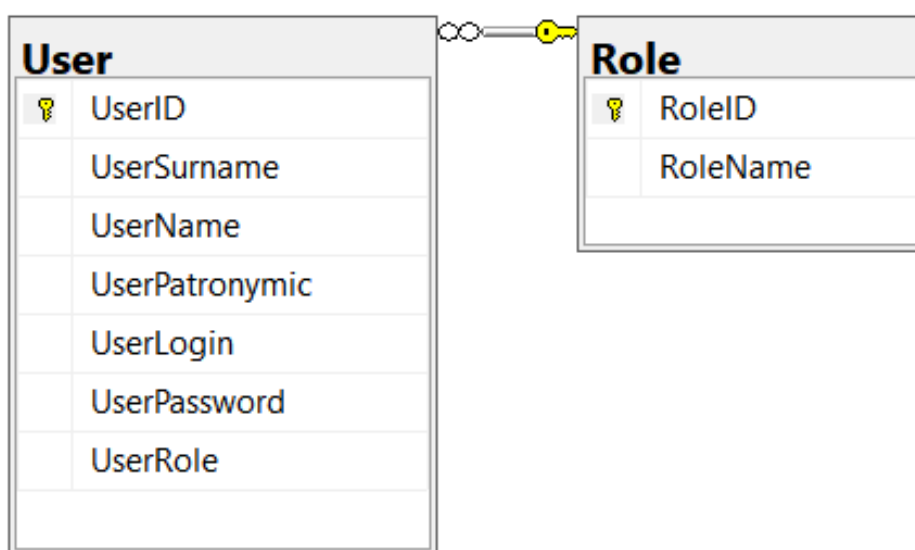 User
UserID
UserSurname
UserName
UserPatronymic
UserLogin
UserPassword
UserRole
Role
RoleID
RoleName